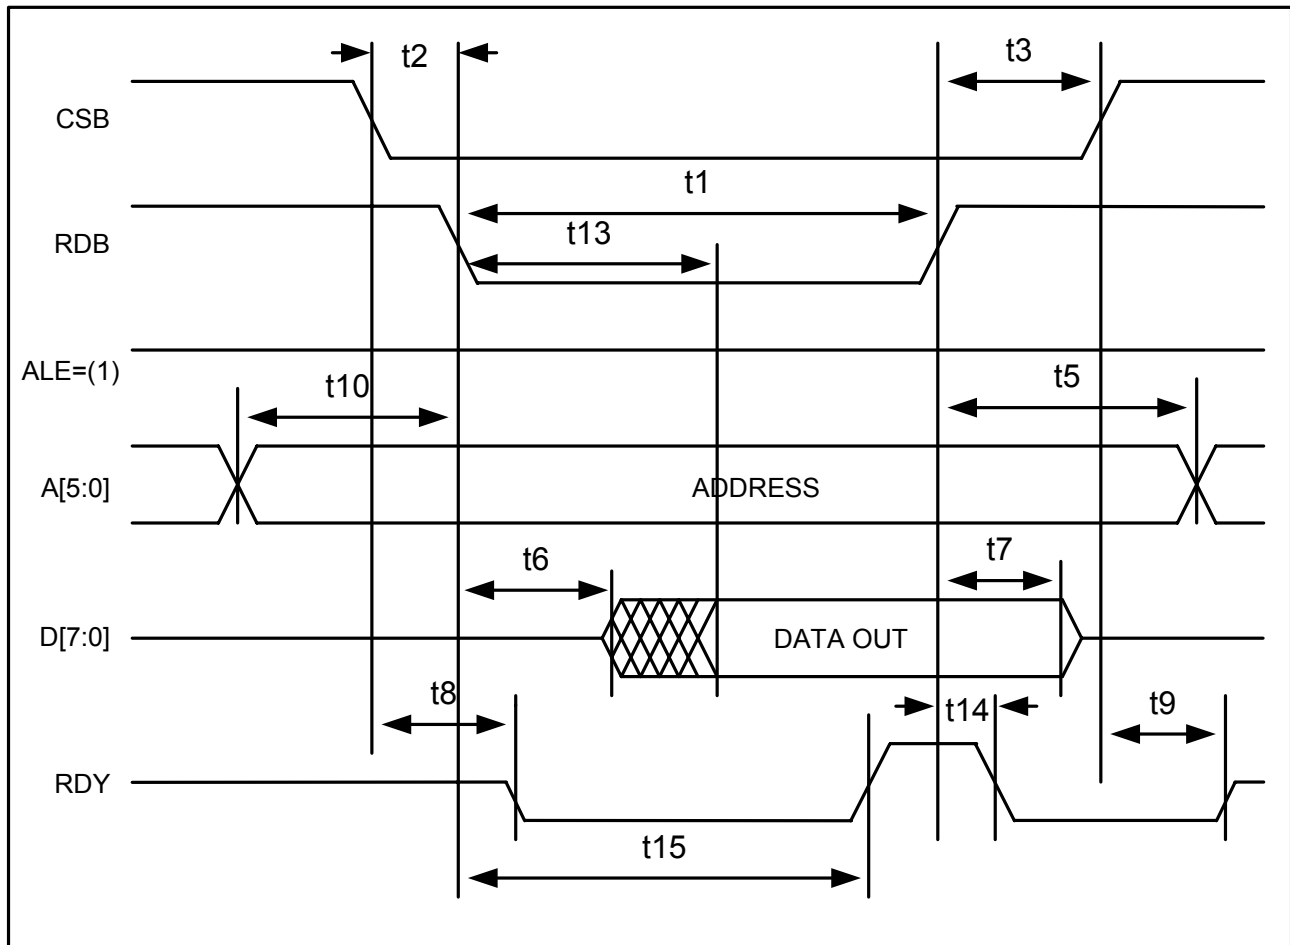 t2
t3
CSB
t1
RDB
t13
ALE=(1)
t10
t5
A[5:0]
ADDRESS
t6
t7
D[7:0]
DATA OUT
t8
t14
t9
RDY
t15